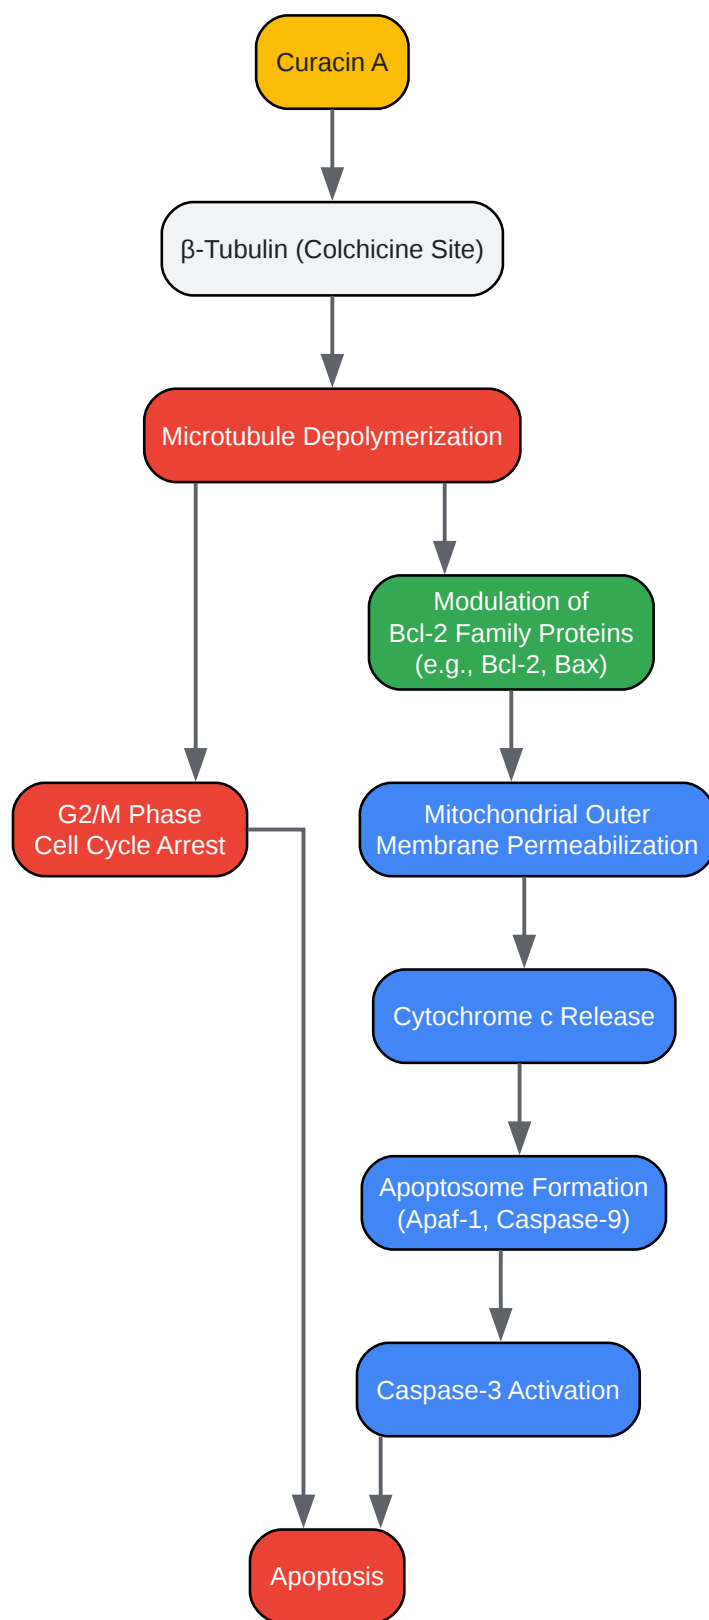 Curacin A
β-Tubulin (Colchicine Site)
Microtubule Depolymerization
Modulation of
Bcl-2 Family Proteins
(e.g., Bcl-2, Bax)
G2/M Phase
Cell Cycle Arrest
Mitochondrial Outer
Membrane Permeabilization
Cytochrome c Release
Apoptosome Formation
(Apaf-1, Caspase-9)
Caspase-3 Activation
Apoptosis